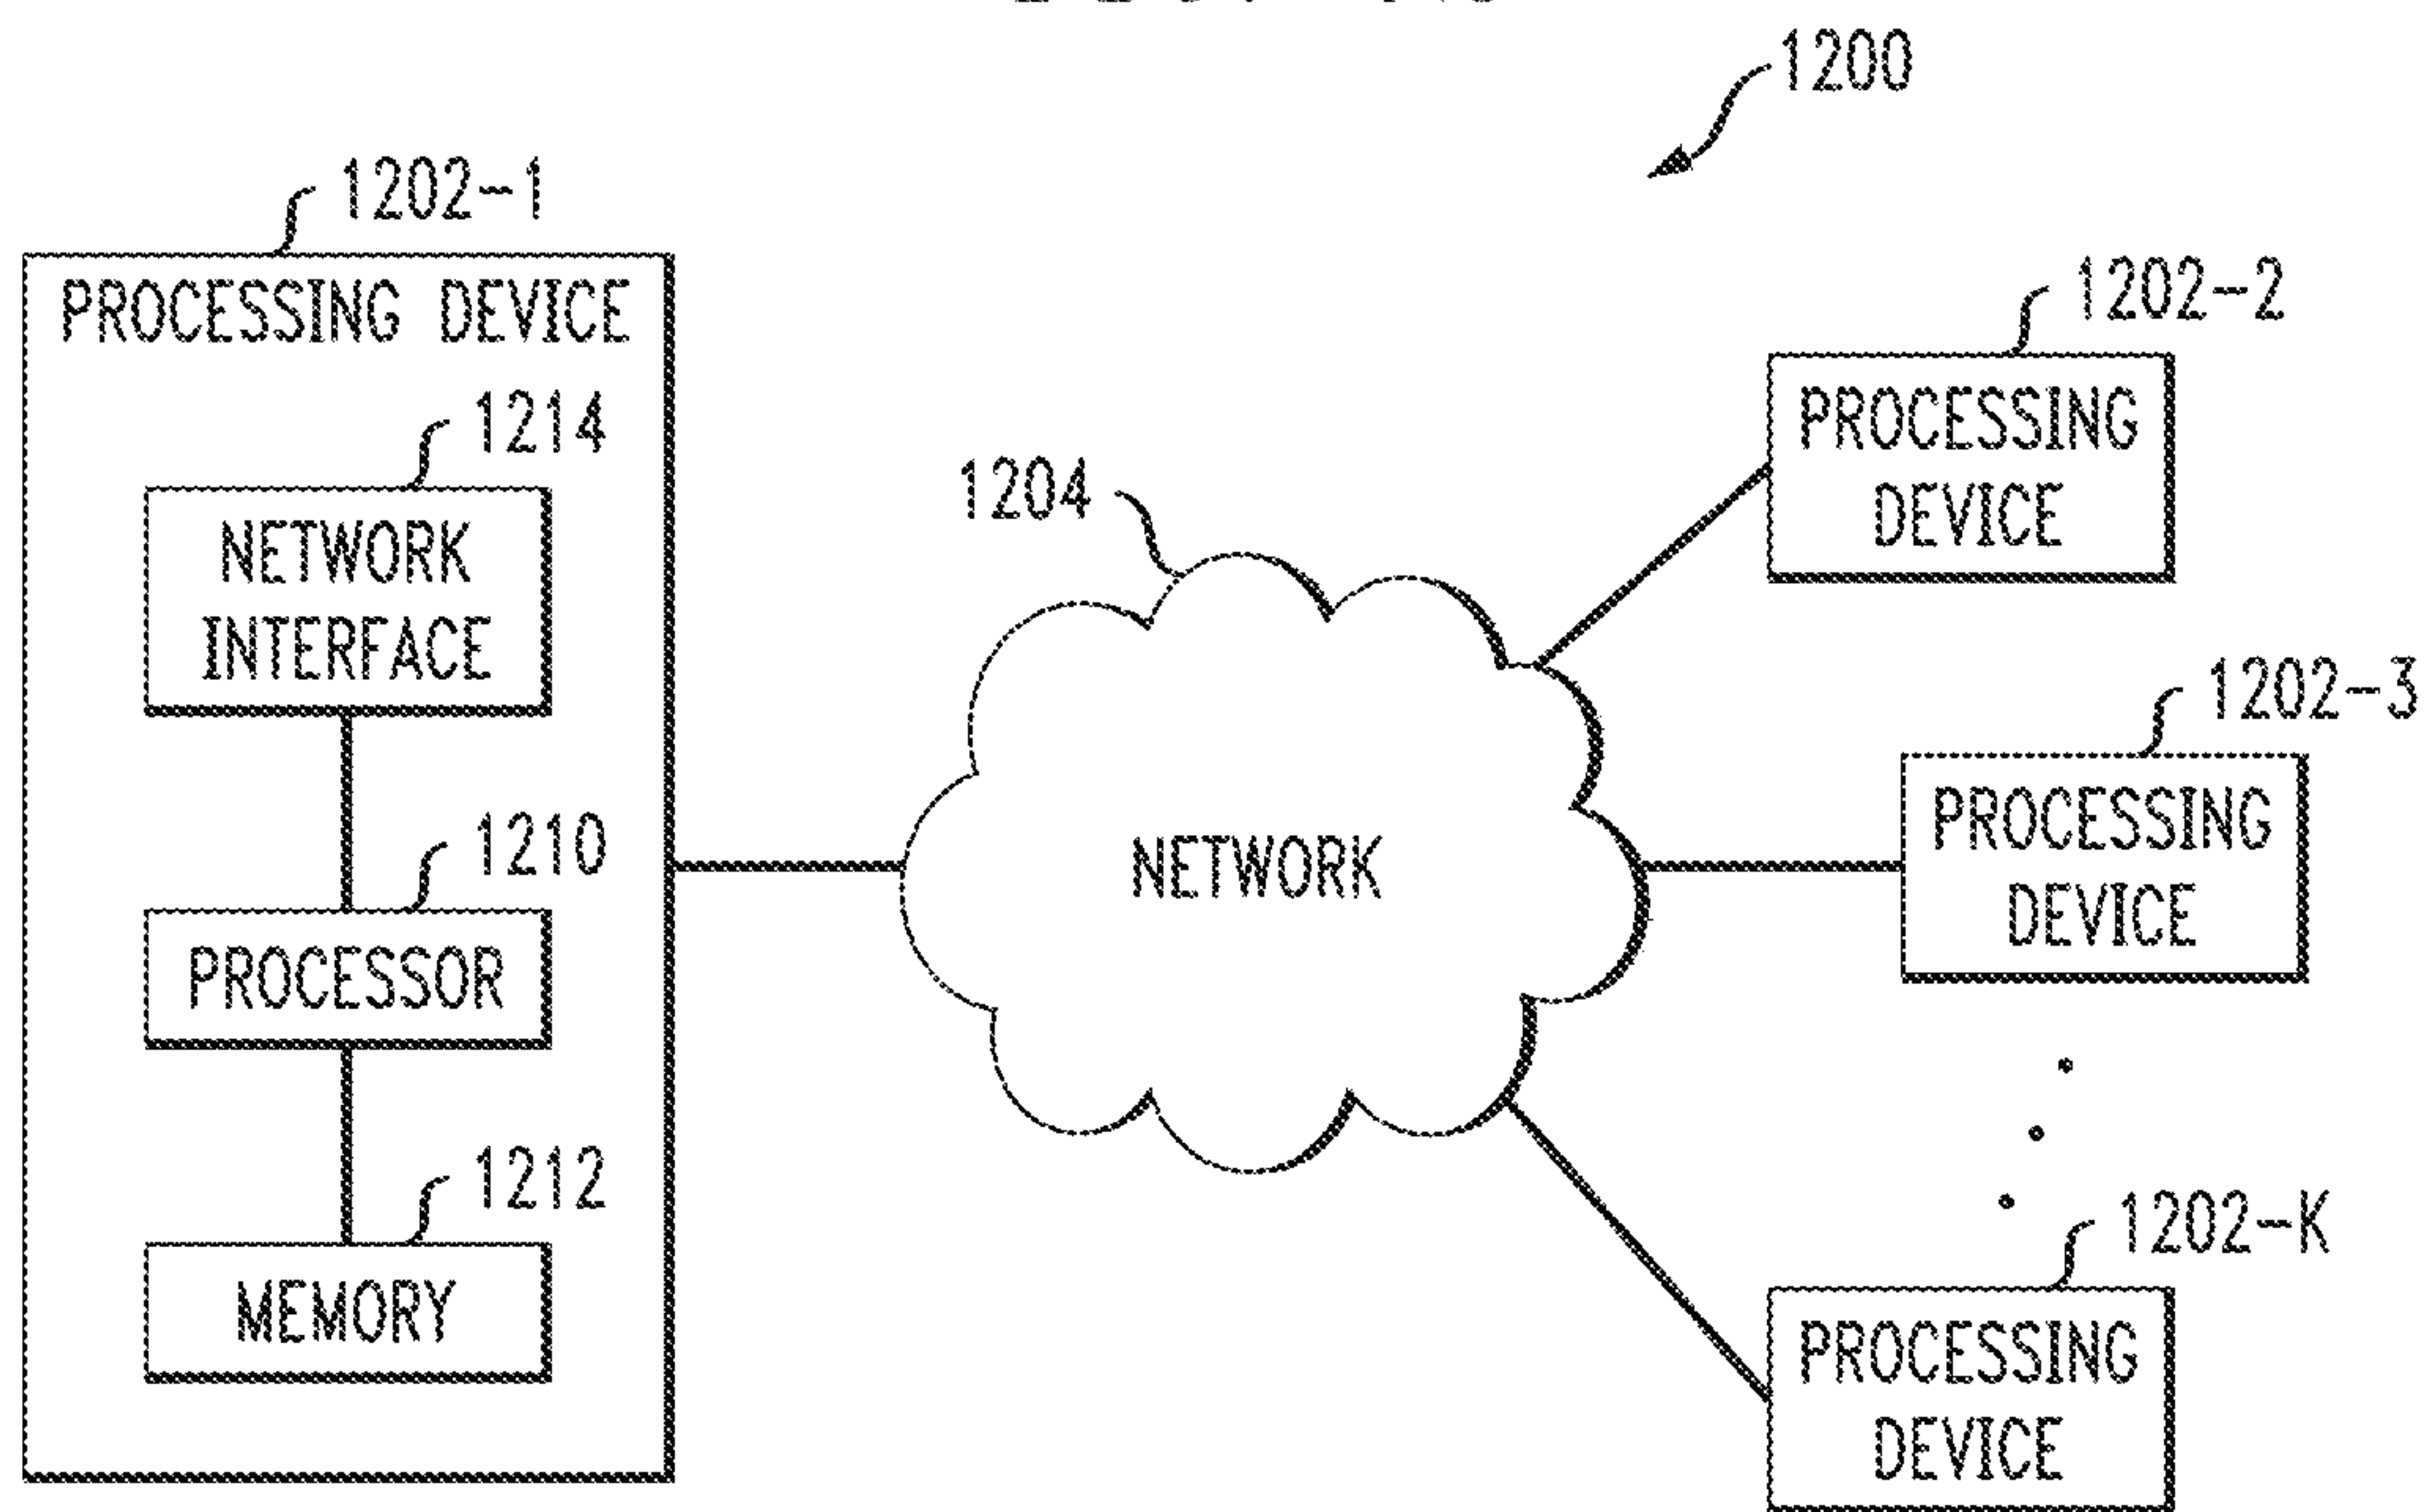 1200
1202-1
PROCESSING DEVICE
1214
NETWORK
INTERFACE
1210
PROCESSOR
1212
MEMORY
1204
NETWORK
1202-2
PROCESSING
DEVICE
1202-3
PROCESSING
DEVICE
1202-K
PROCESSING
DEVICE